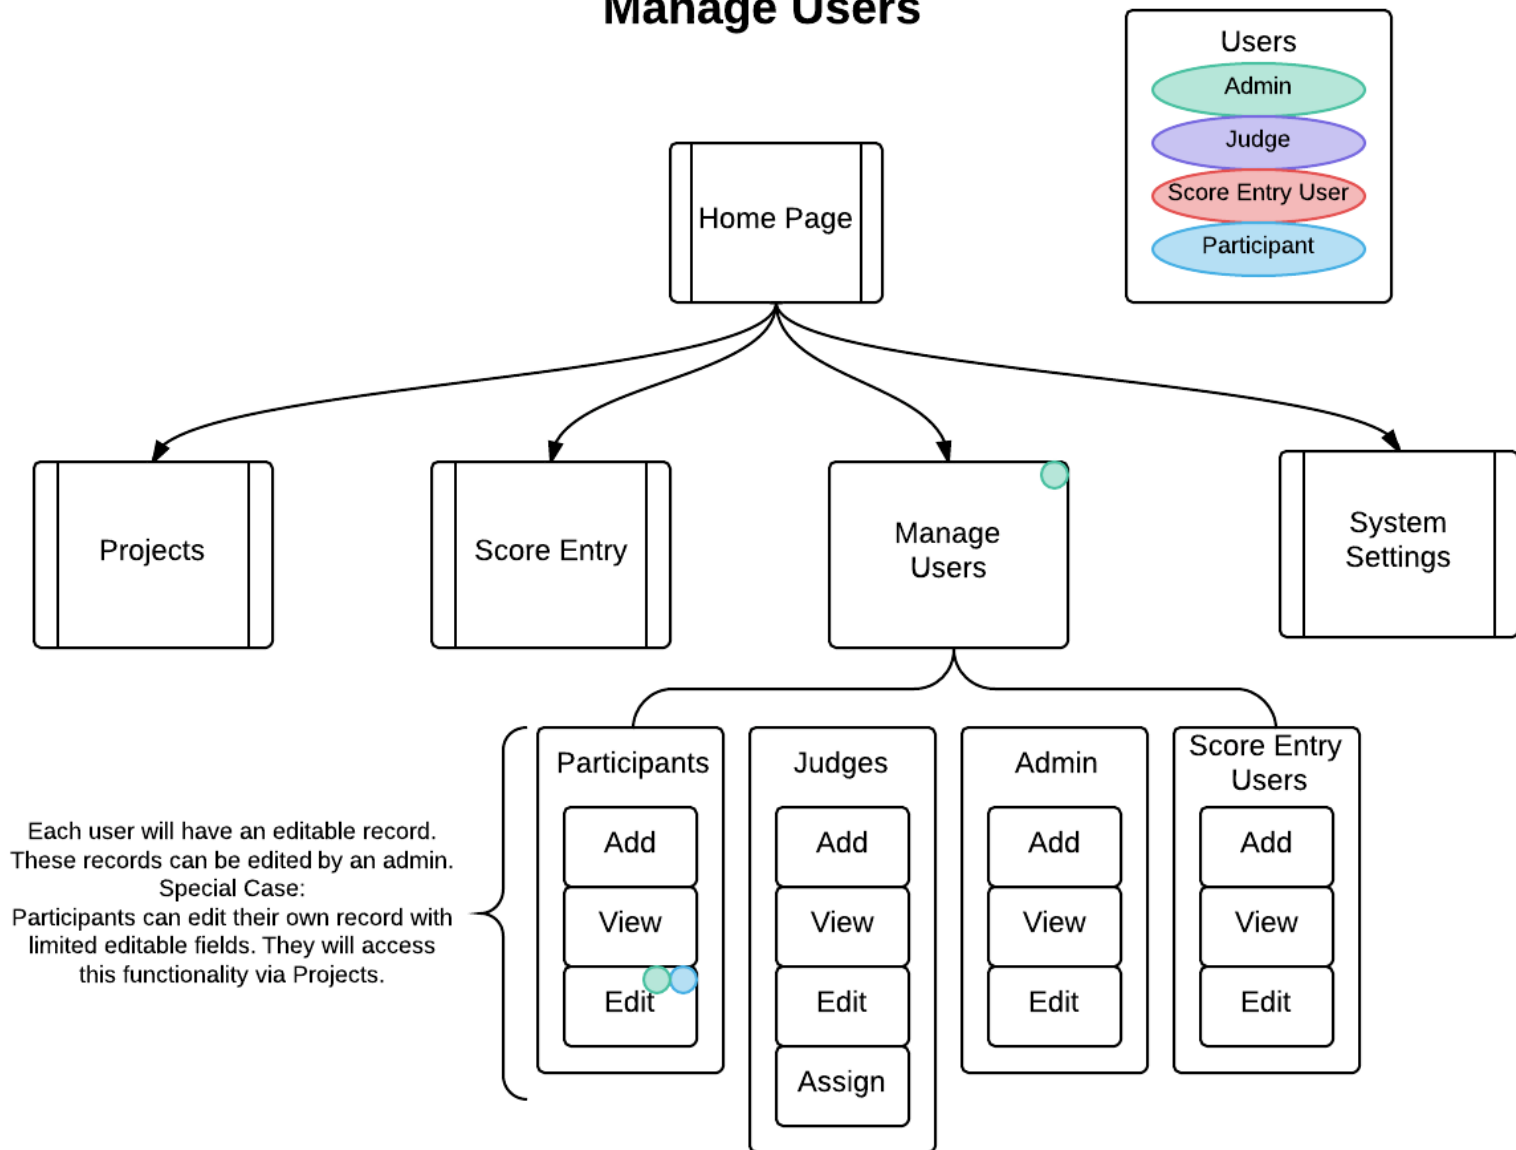 Manage Users
Users
Admin
Judge
Score Entry User
Participant
Home Page
Projects
Score Entry
Manage
Users
System
Settings
Each user will have an editable record.
These records can be edited by an admin.
Special Case:
Participants can edit their own record with
limited editable fields. They will access
this functionality via Projects.
Participants
Add
View
Edit
Judges
Add
View
Edit
Assign
Admin
Add
View
Edit
Score Entry
Users
Add
View
Edit